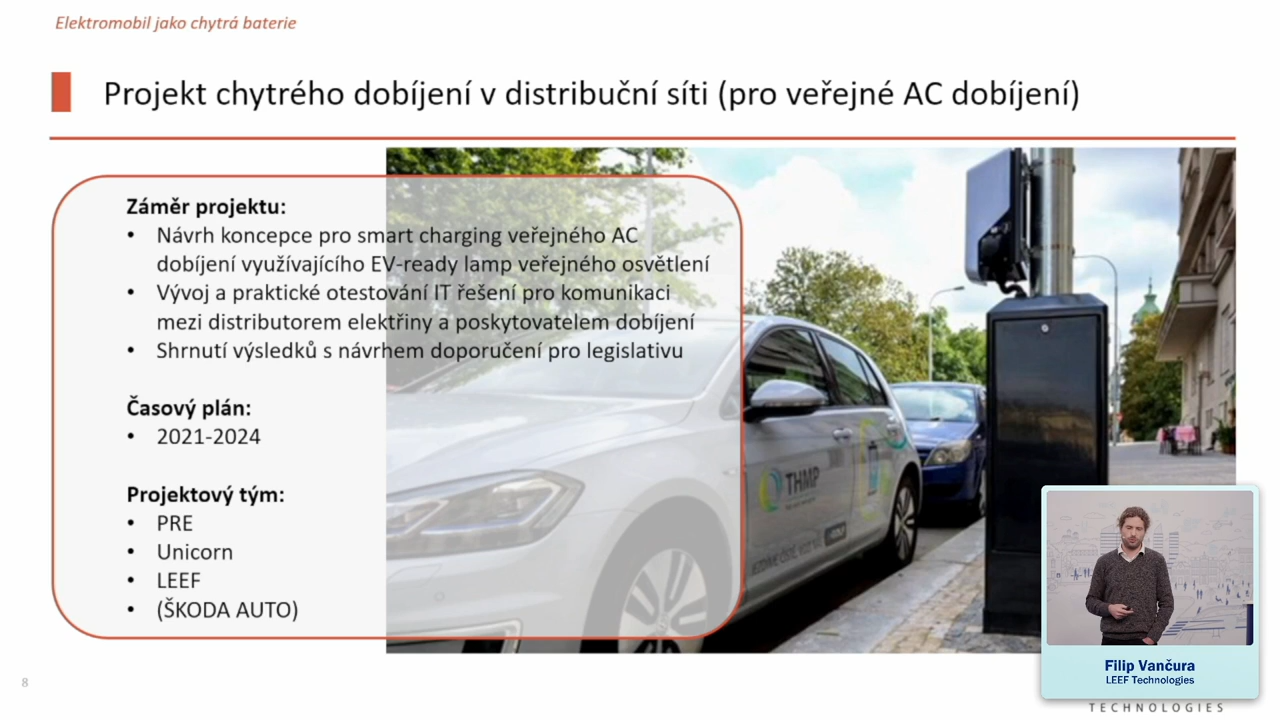 Elektromobil jako chytrá baterie
Projekt chytrého dobíjení v distribuční síti (pro veřejné AC dobíjení)
Záměr projektu:
• Návrh koncepce pro smart charging veřejného AC
dobíjení využívajícího EV-ready lamp veřejného osvětlení
• Vývoj a praktické otestování IT řešení pro komunikaci
mezi distributorem elektřiny a poskytovatelem dobíjení
• Shrnutí výsledků s návrhem doporučení pro legislativu
Časový plán:
• 2021-2024
Projektový tým:
• PRE
• Unicorn
• LEEF
• (ŠKODA AUTO)
THMP
Filip Vančura
LEEF Technologies
8
TECHNOLOGIES